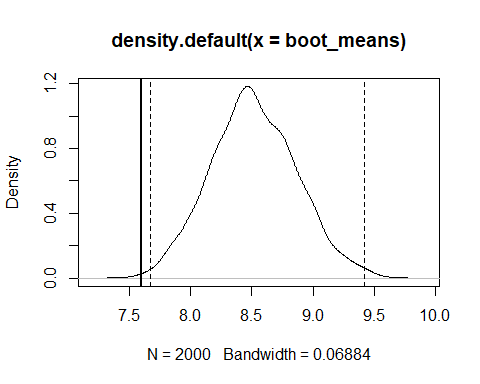 density.default(x = boot_means)
Density
1.2
0.8
0.4
0.0
7.5 8.0 8.5 9.0 9.5 10.0
N = 2000 Bandwidth = 0.06884